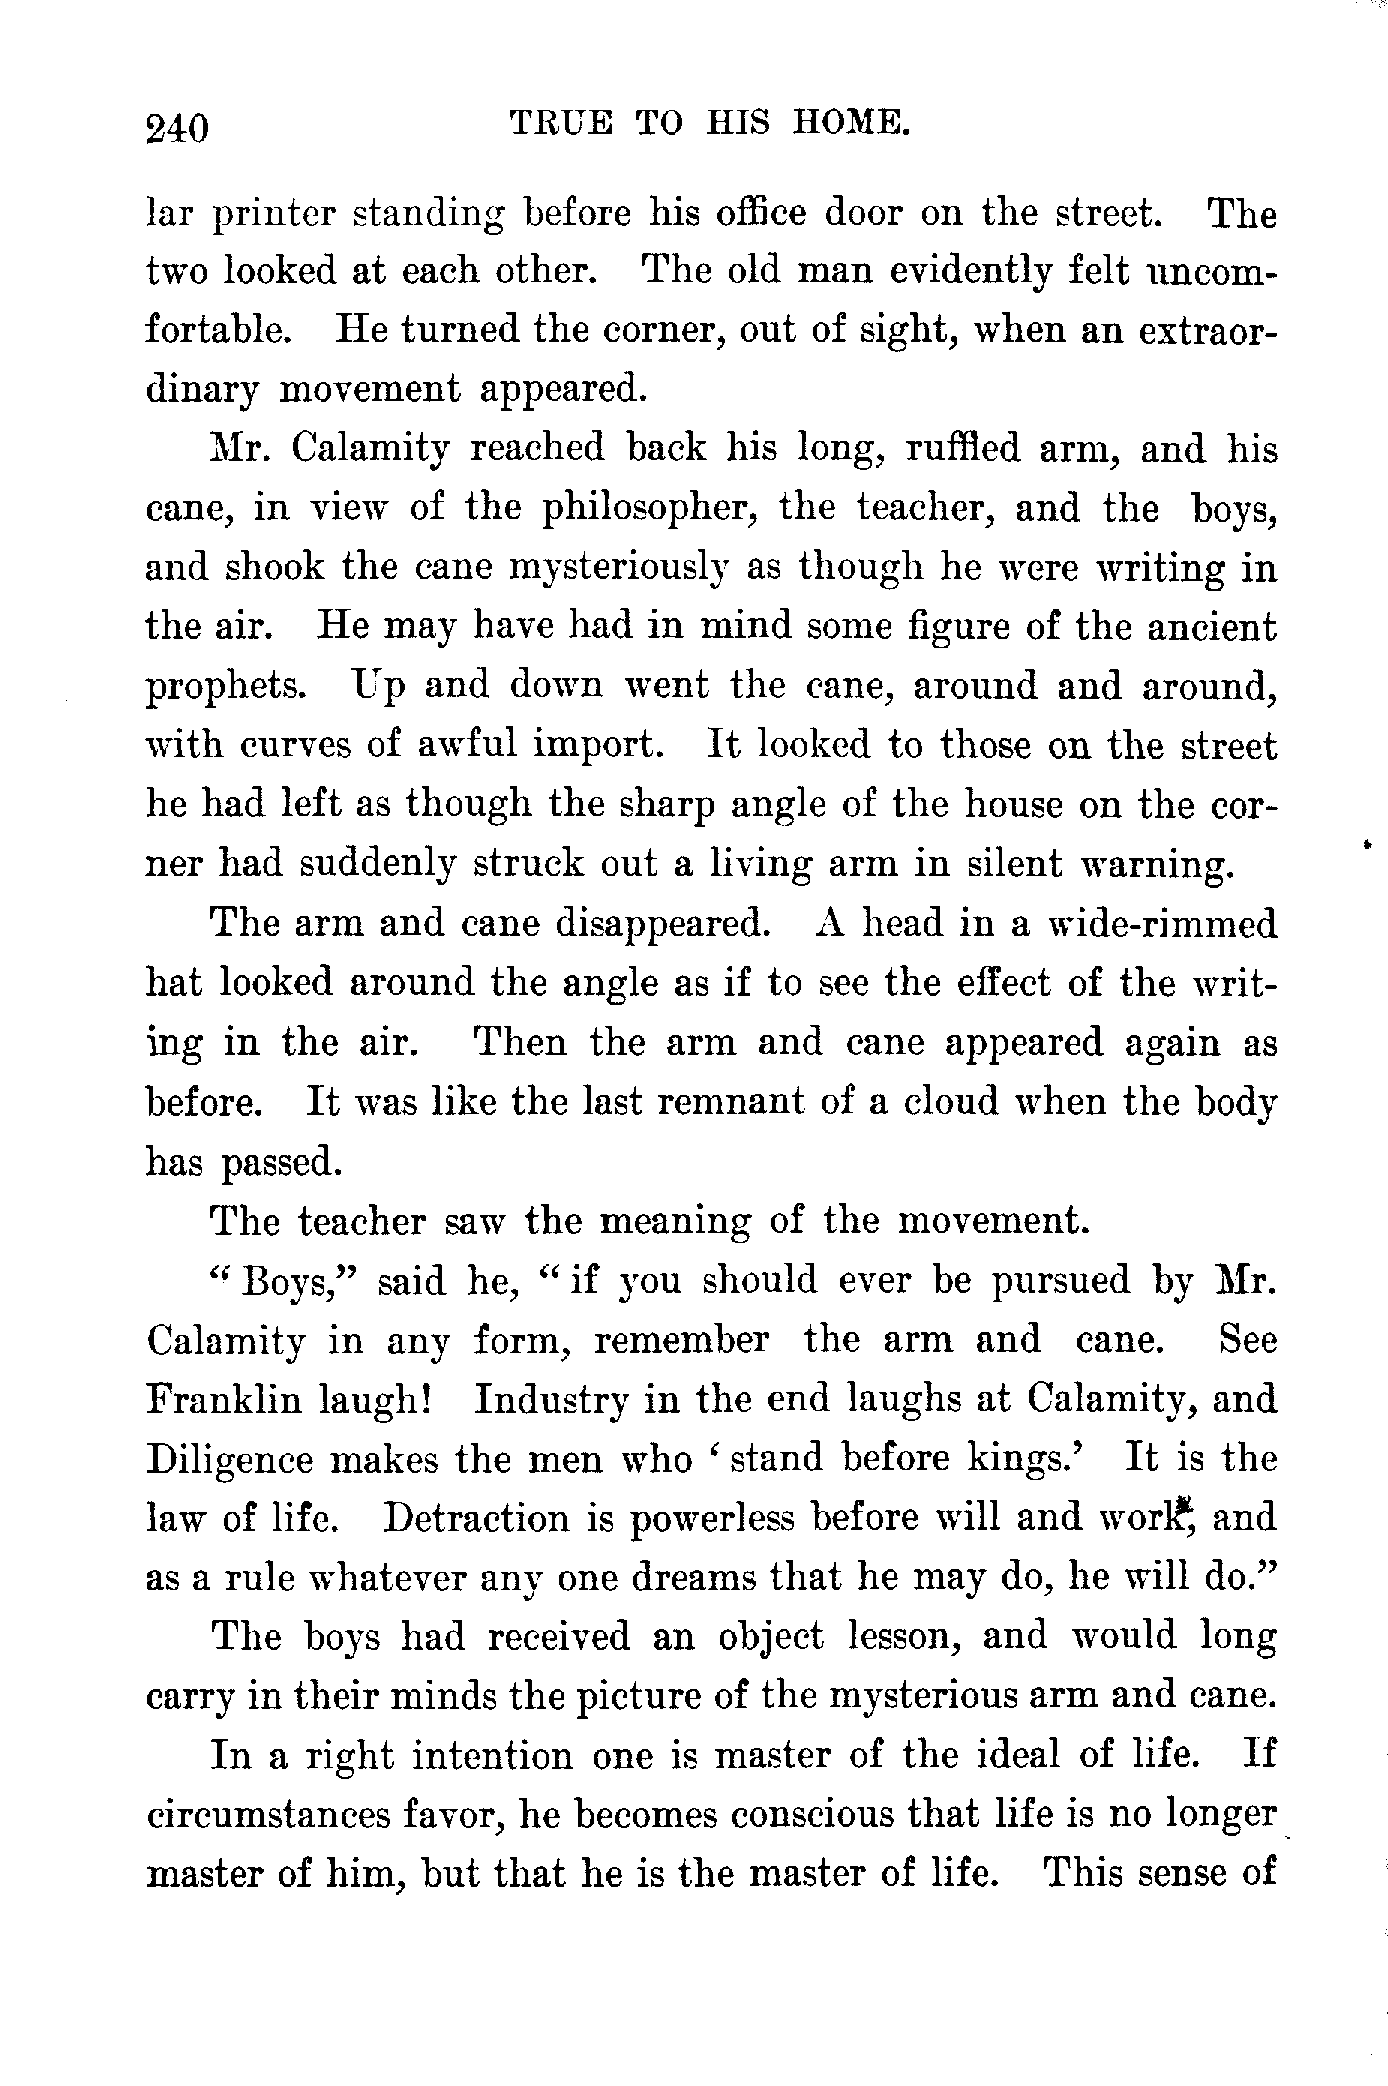 240 TRUE TO HIS HOME.
lar printer standing before his office door on the street. The
two looked at each other. The old man evidently felt uncom-
fortable. He turned the corner, out of sight, when an extraor-
dinary movement appeared.
Mr. Calamity reached back his long, ruffled arm, and his
cane, in view of the philosopher, the teacher, and the boys,
and shook the cane mysteriously as though he were writing in
the air. He may have had in mind some figure of the ancient
prophets. Up and down went the cane, around and around,
with curves of awful import. It looked to those on the street
he had left as though the sharp angle of the house on the cor-
ner had suddenly struck out a living arm in silent warning.
The arm and cane disappeared. A head in a wide-rimmed
hat looked around the angle as if to see the effect of the writ-
ing in the air. Then the arm and cane appeared again as
before. It was like the last remnant of a cloud when the body
has passed.
The teacher saw the meaning of the movement.
“ Boys,” said he, “ if you should ever be pursued by Mr.
Calamity in any form, remember the arm and cane. See
Franklin laugh! Industry in the end laughs at Calamity, and
Diligence makes the men who ‘ stand before kings.’ It is the
law of life. Detraction is powerless before will and work, and
as a rule whatever any one dreams that he may do, he will do.”
The boys had received an object lesson, and would long
carry in their minds the picture of the mysterious arm and cane.
In a right intention one is master of the ideal of life. If
circumstances favor, he becomes conscious that life is no longer
master of him, but that he is the master of life. This sense of